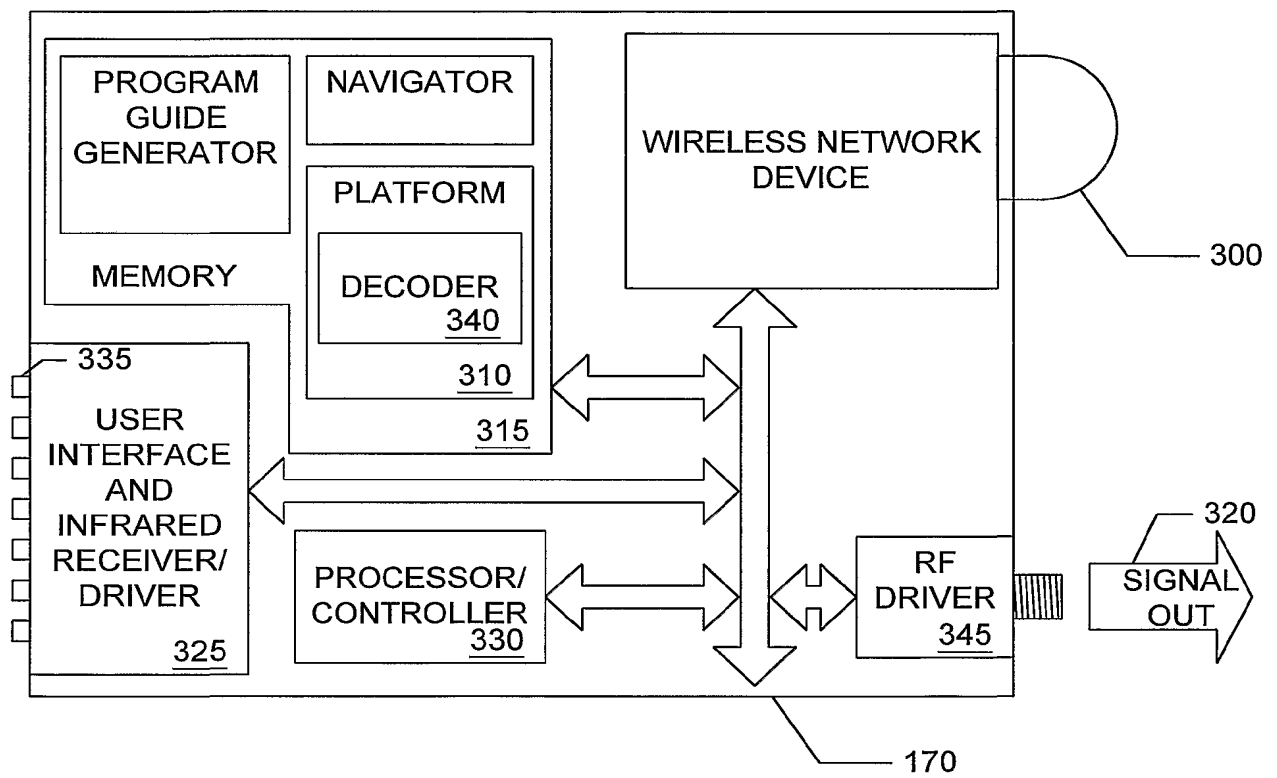 PROGRAM
GUIDE
GENERATOR
NAVIGATOR
PLATFORM
DECODER
340
310
MEMORY
315
WIRELESS NETWORK
DEVICE
300
335
USER
INTERFACE
AND
INFRARED
RECEIVER/
DRIVER
325
PROCESSOR/
CONTROLLER
330
RF
DRIVER
345
320
SIGNAL
OUT
170